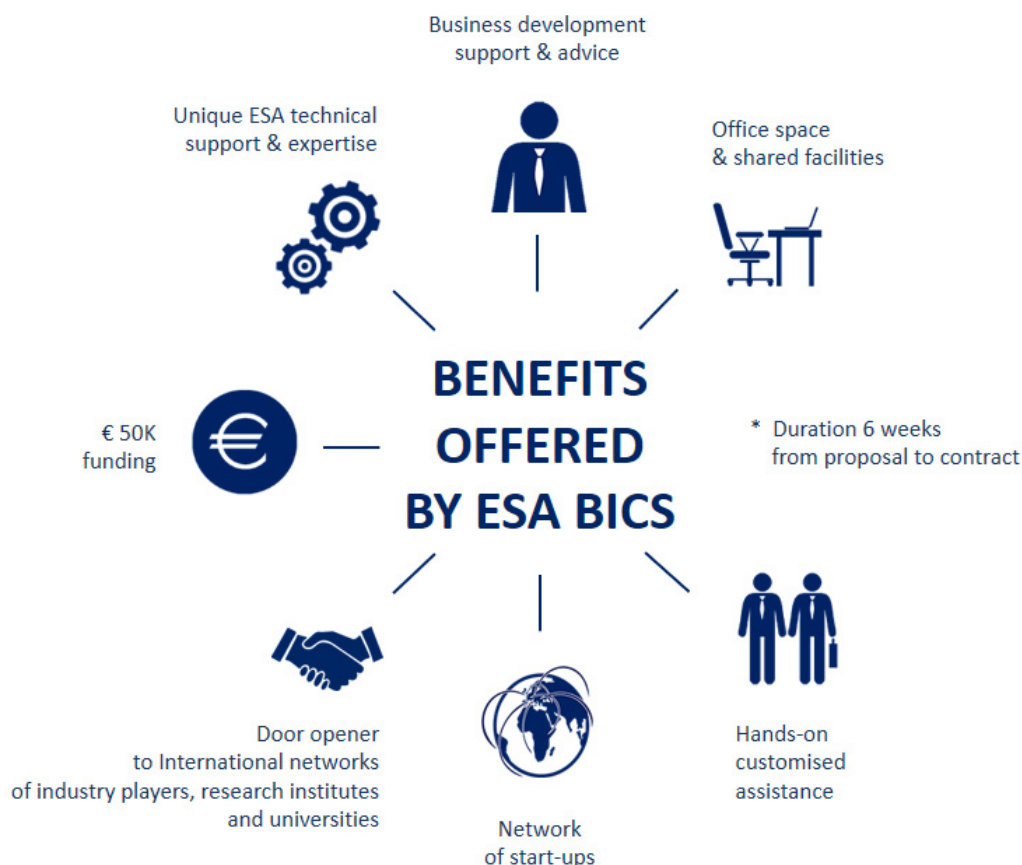 Business development
support & advice
Unique ESA technical
support & expertise
Office space
& shared facilities
BENEFITS
OFFERED
BY ESA BICS
€ 50K
funding
* Duration 6 weeks
from proposal to contract
Door opener
to International networks
of industry players, research institutes
and universities
Network
of start-ups
Hands-on
customised
assistance